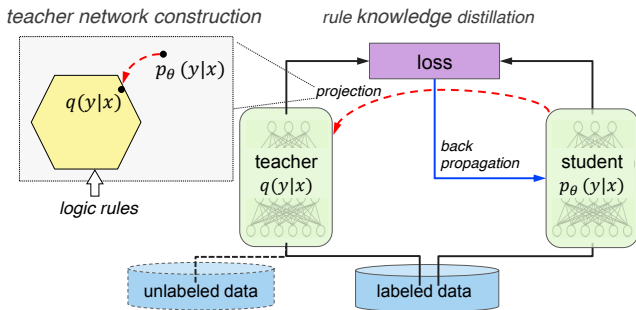 teacher network construction
rule knowledge distillation
loss
pθ(y|x)
q(y|x)
projection
logic rules
teacher
q(y|x)
back
propagation
student
pθ(y|x)
unlabeled data
labeled data